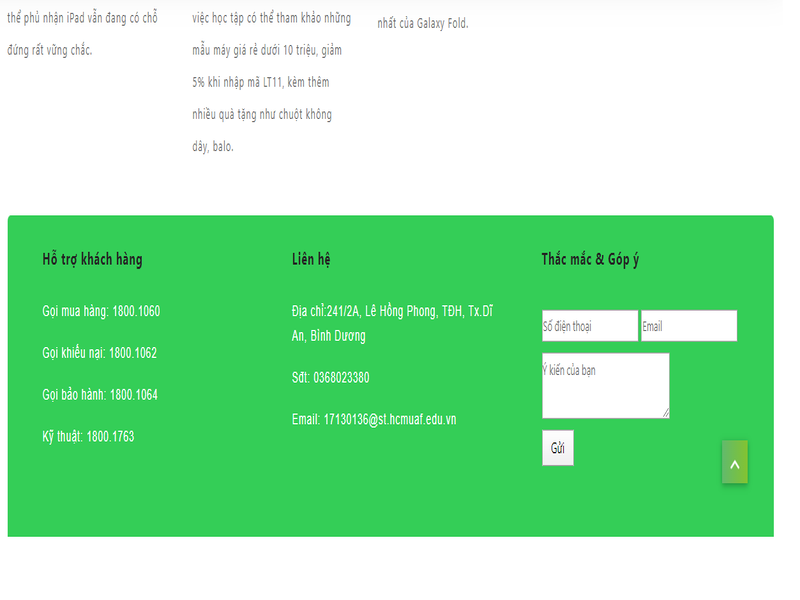 thể phủ nhận iPad vẫn đang có chỗ
đứng rất vững chắc.
việc học tập có thể tham khảo những
mẫu máy giá rẻ dưới 10 triệu, giảm
5% khi nhập mã LT11, kèm thêm
nhiều quà tặng như chuột không
dây, balo.
nhất của Galaxy Fold.
Hỗ trợ khách hàng
Gọi mua hàng: 1800.1060
Gọi khiếu nại: 1800.1062
Gọi bảo hành: 1800.1064
Kỹ thuật: 1800.1763
Liên hệ
Địa chỉ:241/2A, Lê Hồng Phong, TĐH, Tx.Dĩ
An, Bình Dương
Sđt: 0368023380
Email: 17130136@st.hcmuaf.edu.vn
Thắc mắc & Góp ý
Số điện thoại
Email
Ý kiến của bạn
Gửi